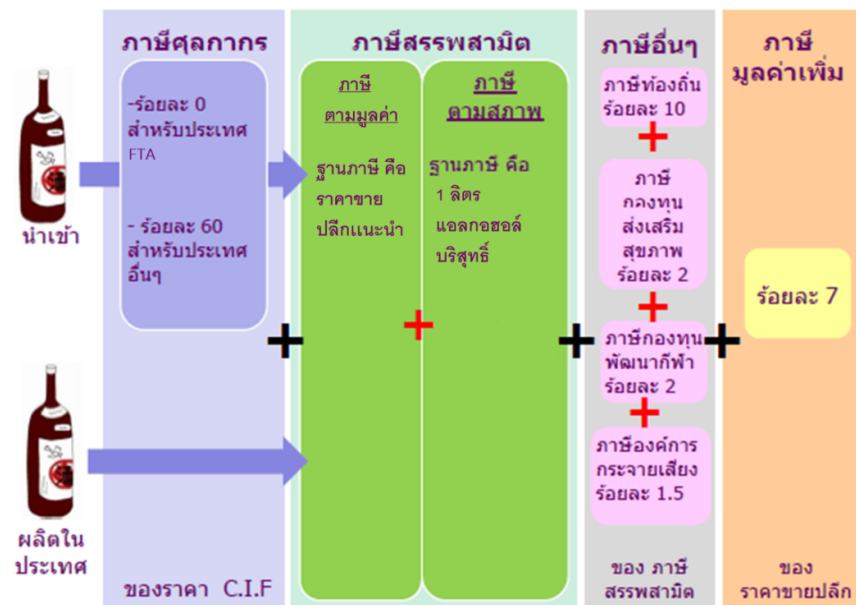 ภาษีศุลกากร
ภาษีสรรพสามิต
ภาษีอื่นๆ
ภาษี
มูลค่าเพิ่ม
นำเข้า
-ร้อยละ 0
สำหรับประเทศ
FTA
- ร้อยละ 60
สำหรับประเทศ
อื่นๆ
ภาษี
ตามมูลค่า
ฐานภาษี คือ
ราคาขาย
ปลีกแนะนำ
ภาษี
ตามสภาพ
ฐานภาษี คือ
1 ลิตร
แอลกอฮอล์
บริสุทธิ์
ภาษีท้องถิ่น
ร้อยละ 10
+
ภาษี
กองทุน
ส่งเสริม
สุขภาพ
ร้อยละ 2
+
ภาษีกองทุน
พัฒนากีฬา
ร้อยละ 2
+
ภาษีองค์การ
กระจายเสียง
ร้อยละ 1.5
ร้อยละ 7
+
+
+
+
ผลิตใน
ประเทศ
ของราคา C.I.F
ของ ภาษี
สรรพสามิต
ของ
ราคาขายปลีก